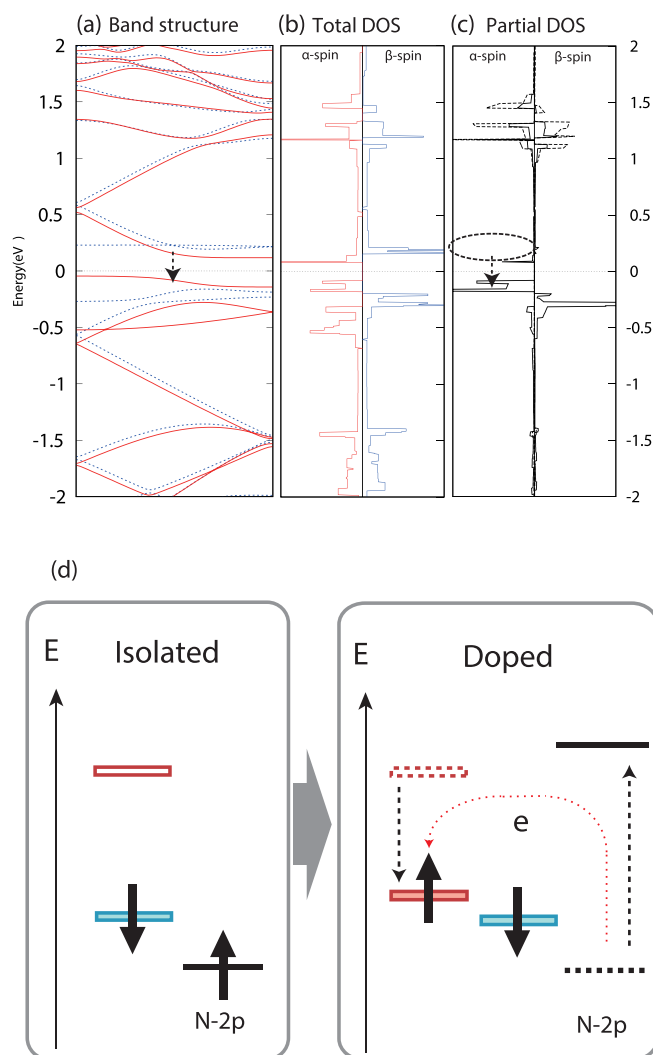 (a) Band structure
(b) Total DOS
(c) Partial DOS
α-spin
β-spin
α-spin
β-spin
Energy(eV)
2
1.5
1
0.5
0
-0.5
-1
-1.5
-2
2
1.5
1
0.5
0
-0.5
-1
-1.5
-2
(d)
E
Isolated
N-2p
E
Doped
e
N-2p